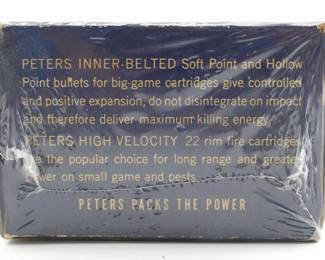 PETERS INNER-BELTED Soft Point and Hollow
Point bullets for big-game cartridges give controlled
and positive expansion, do not disintegrate on impact
and therefore deliver maximum killing energy.
PETERS HIGH VELOCITY 22 rim fire cartridges
are the popular choice for long range and greater
power on small game and pests.
PETERS PACKS THE POWER